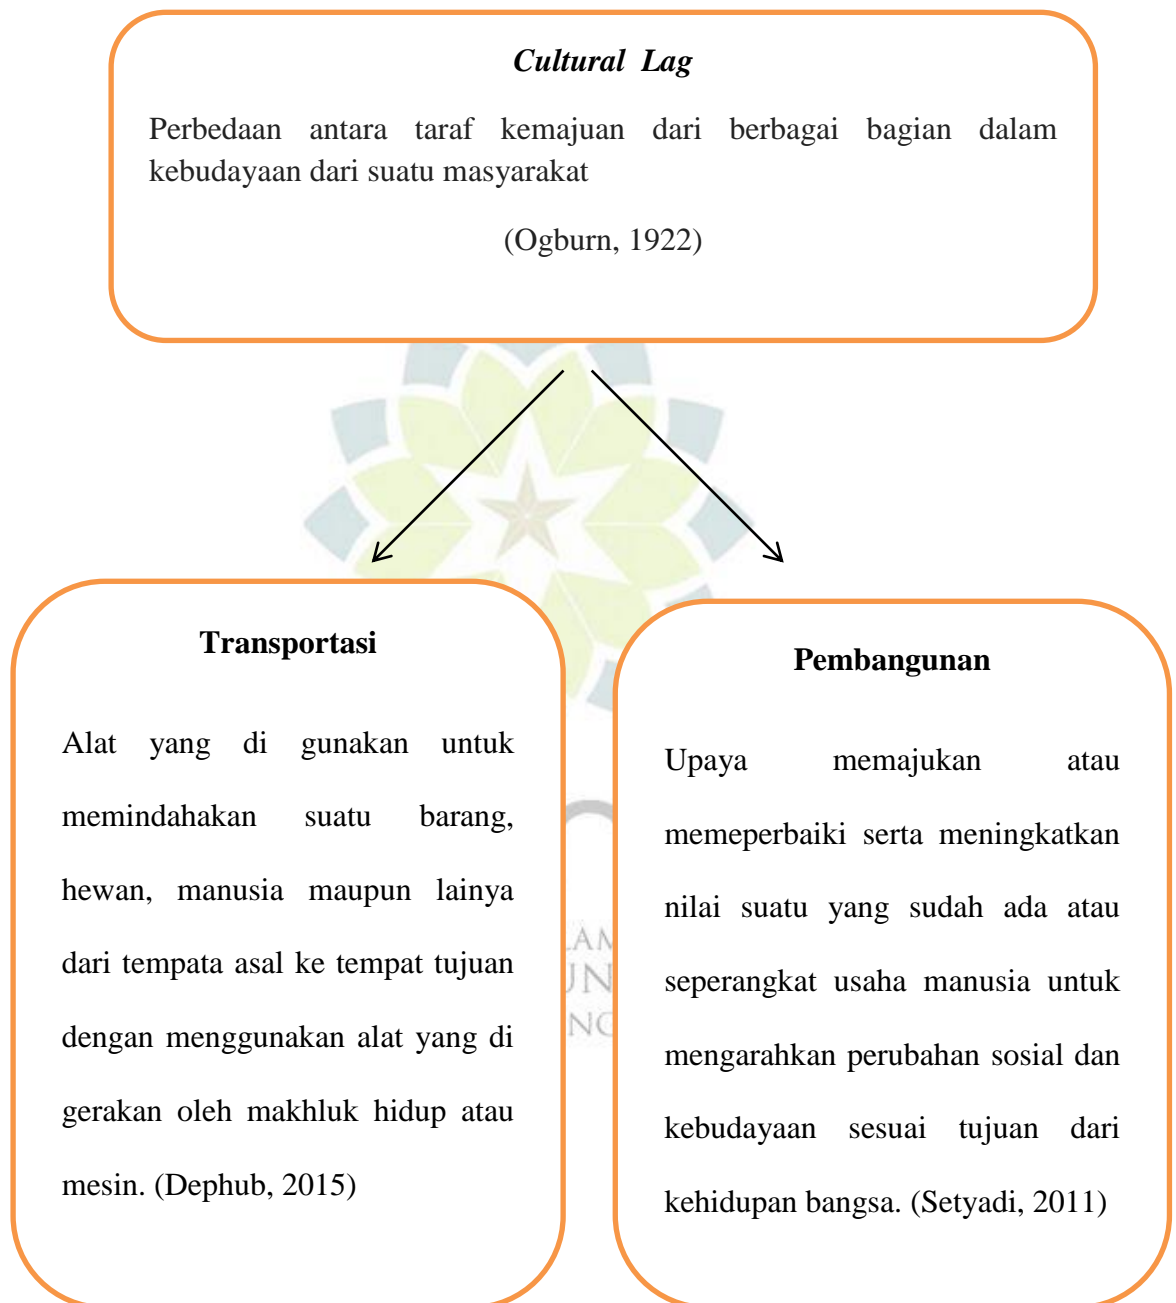 Cultural Lag
Perbedaan antara taraf kemajuan dari berbagai bagian dalam
kebudayaan dari suatu masyarakat
(Ogburn, 1922)
Transportasi
Alat yang di gunakan untuk
memindahakan suatu barang,
hewan, manusia maupun lainya
dari tempata asal ke tempat tujuan
dengan menggunakan alat yang di
gerakan oleh makhluk hidup atau
mesin. (Dephub, 2015)
Pembangunan
Upaya memajukan atau
memeperbaiki serta meningkatkan
nilai suatu yang sudah ada atau
seperangkat usaha manusia untuk
mengarahkan perubahan sosial dan
kebudayaan sesuai tujuan dari
kehidupan bangsa. (Setyadi, 2011)